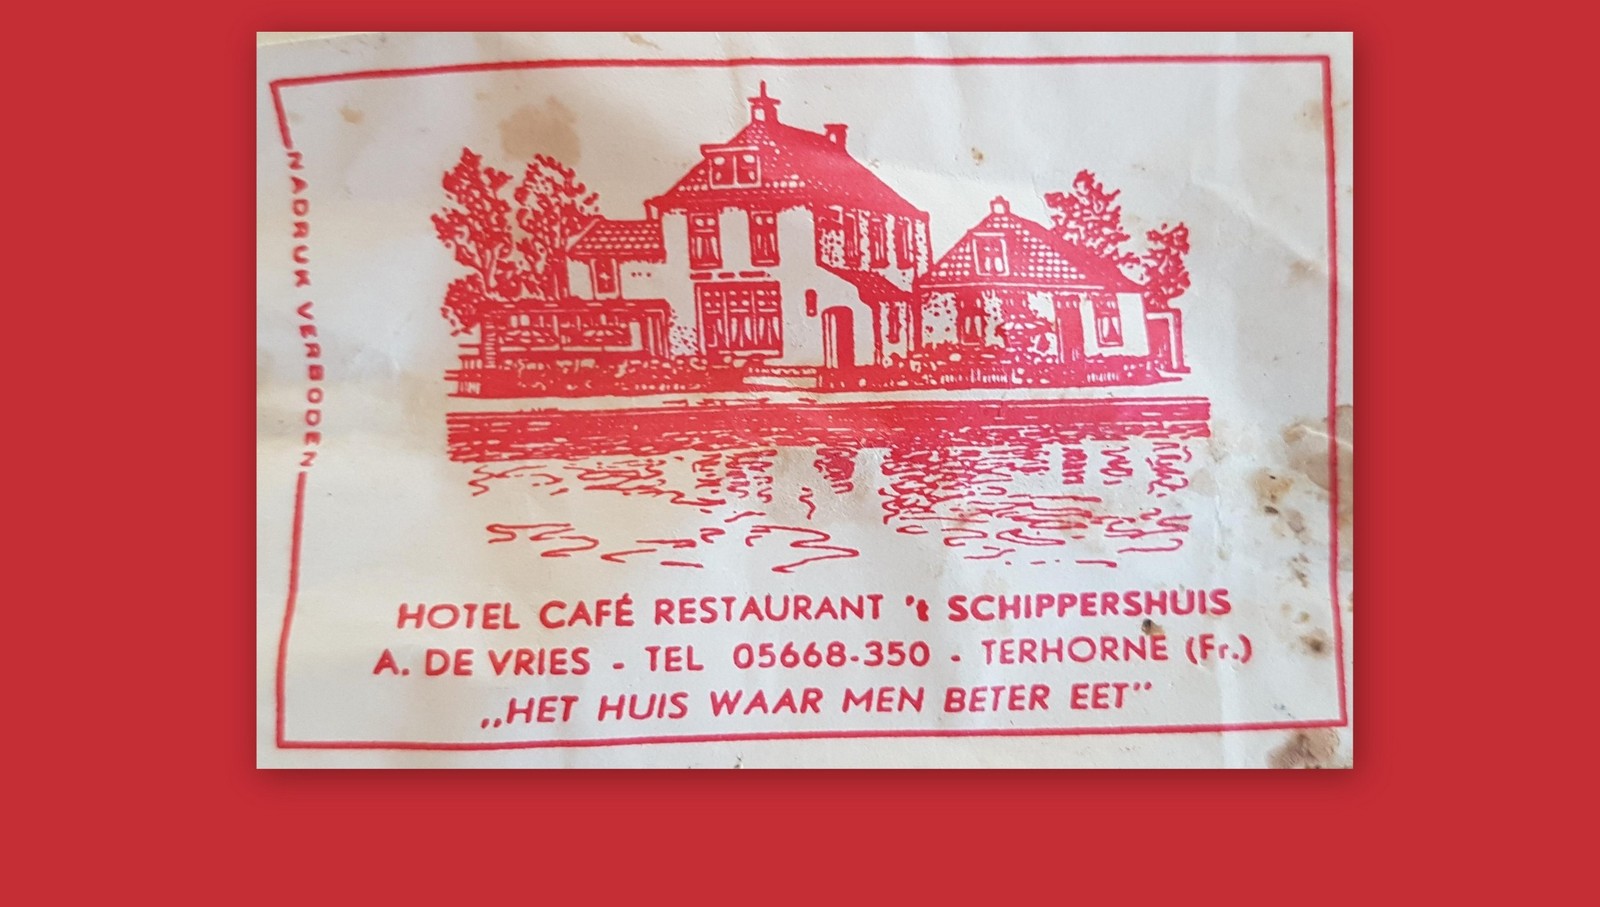 NADRUK VERBODEN
HOTEL CAFÉ RESTAURANT 't SCHIPPERSHUIS
A. DE VRIES - TEL 05668-350 - TERHORNE (Fr.)
„HET HUIS WAAR MEN BETER EET”